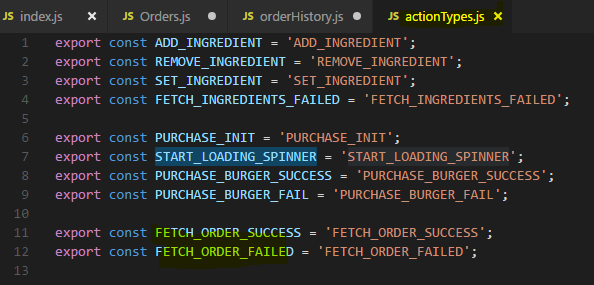 JS index.js ×
JS Orders.js ●
JS orderHistory.js ●
JS actionTypes.js ×
1 export const ADD_INGREDIENT = 'ADD_INGREDIENT';
2 export const REMOVE_INGREDIENT = 'REMOVE_INGREDIENT';
3 export const SET_INGREDIENT = 'SET_INGREDIENT';
4 export const FETCH_INGREDIENTS_FAILED = 'FETCH_INGREDIENTS_FAILED';
5
6 export const PURCHASE_INIT = 'PURCHASE_INIT';
7 export const START_LOADING_SPINNER = 'START_LOADING_SPINNER';
8 export const PURCHASE_BURGER_SUCCESS = 'PURCHASE_BURGER_SUCCESS';
9 export const PURCHASE_BURGER_FAIL = 'PURCHASE_BURGER_FAIL';
10
11 export const FETCH_ORDER_SUCCESS = 'FETCH_ORDER_SUCCESS';
12 export const FETCH_ORDER_FAILED = 'FETCH_ORDER_FAILED';
13